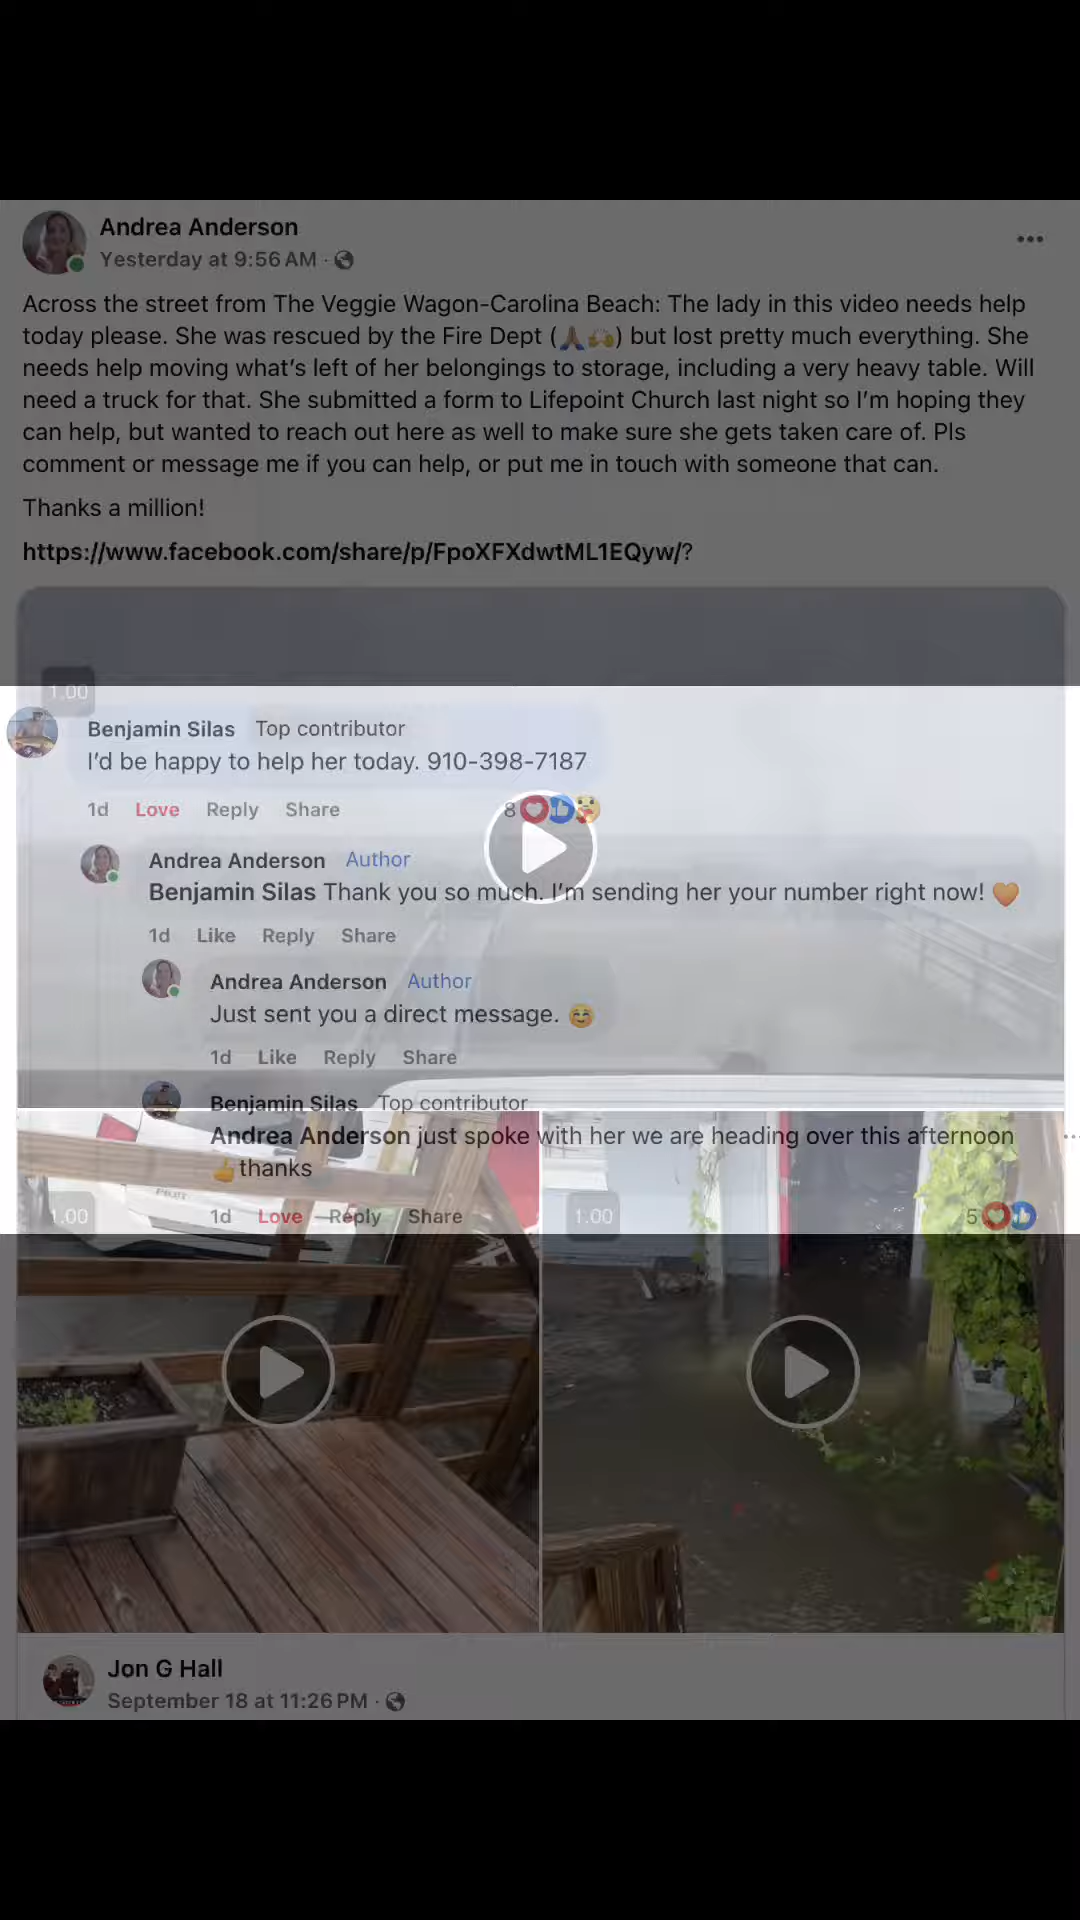 Andrea Anderson
Yesterday at 9:56 AM ·
Across the street from The Veggie Wagon-Carolina Beach: The lady in this video needs help
today please. She was rescued by the Fire Dept (🙏🏽🙌) but lost pretty much everything. She
needs help moving what's left of her belongings to storage, including a very heavy table. Will
need a truck for that. She submitted a form to Lifepoint Church last night so I'm hoping they
can help, but wanted to reach out here as well to make sure she gets taken care of. Pls
comment or message me if you can help, or put me in touch with someone that can.
Thanks a million!
https://www.facebook.com/share/p/FpoXFXdwtML1EQyw/?
1.00
Benjamin Silas Top contributor
I'd be happy to help her today. 910-398-7187
1d Love Reply Share 8
Andrea Anderson Author
Benjamin Silas Thank you so much. I'm sending her your number right now! 🧡
1d Like Reply Share
Andrea Anderson Author
Just sent you a direct message. ☺️
1d Like Reply Share
Benjamin Silas Top contributor
Andrea Anderson just spoke with her we are heading over this afternoon
👍thanks
1d Love Reply Share 5
1.00 1.00
Jon G Hall
September 18 at 11:26 PM ·